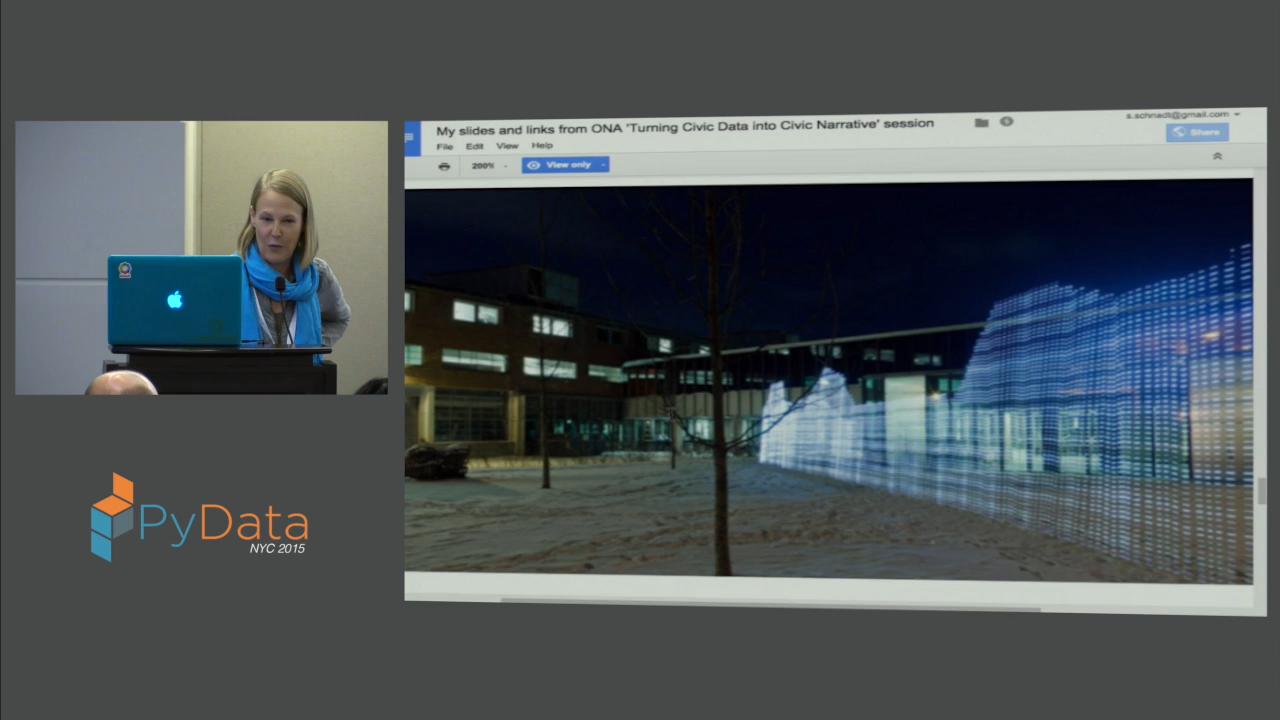 My slides and links from ONA 'Turning Civic Data into Civic Narrative' session
s.schnadt@gmail.com
File Edit View Help
Share
200%
View only
PyData
NYC 2015